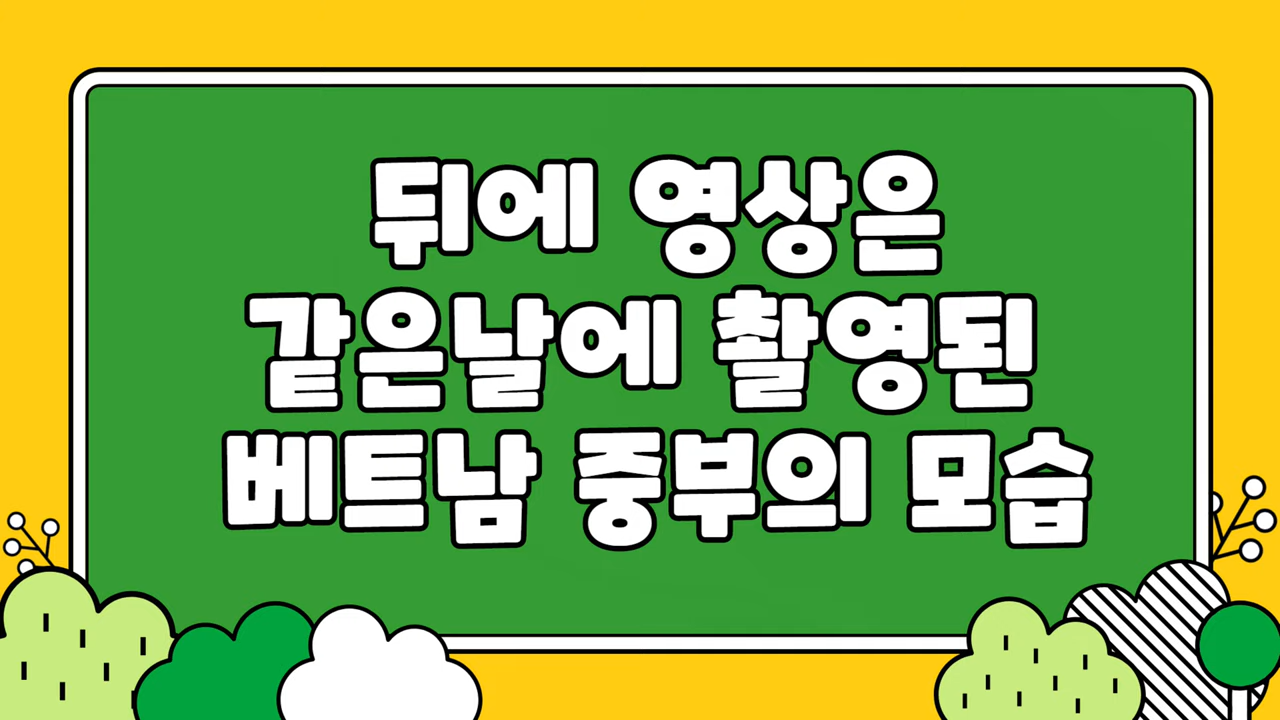 뒤에 영상은
같은날에 촬영된
베트남 중부의 모습